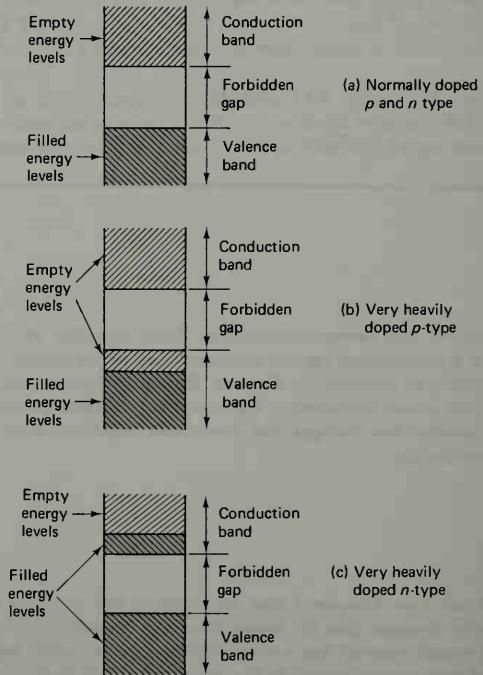 Empty
energy
levels
Conduction
band
Forbidden
gap
(a) Normally doped
p and n type
Filled
energy
levels
Valence
band
Empty
energy
levels
Conduction
band
Forbidden
gap
(b) Very heavily
doped p-type
Filled
energy
levels
Valence
band
Empty
energy
levels
Conduction
band
Filled
energy
levels
Forbidden
gap
(c) Very heavily
doped n-type
Valence
band